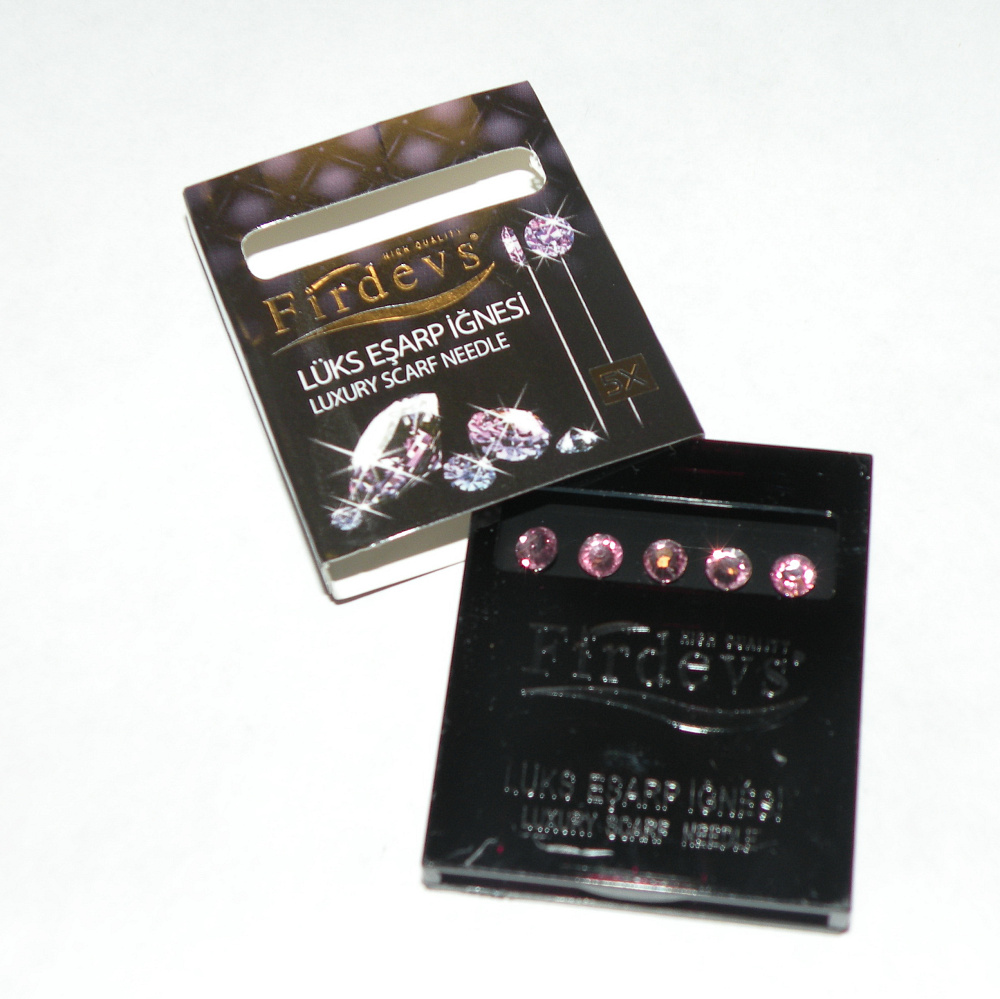 HIGH QUALITY
Firdevs®
LÜKS EŞARP İĞNESİ
LUXURY SCARF NEEDLE
5X
HIGH QUALITY
Firdevs®
LÜKS EŞARP İĞNESİ
LUXURY SCARF NEEDLE